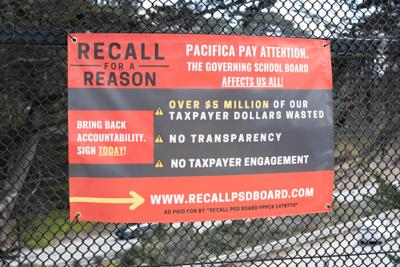 RECALL
FOR A
REASON
PACIFICA PAY ATTENTION.
THE GOVERNING SCHOOL BOARD
AFFECTS US ALL!
OVER $5 MILLION OF OUR
TAXPAYER DOLLARS WASTED
BRING BACK
ACCOUNTABILITY.
SIGN TODAY!
NO TRANSPARENCY
NO TAXPAYER ENGAGEMENT
WWW.RECALLPSDBOARD.COM
AD PAID FOR BY "RECALL PSD BOARD FPPC# 1478776"